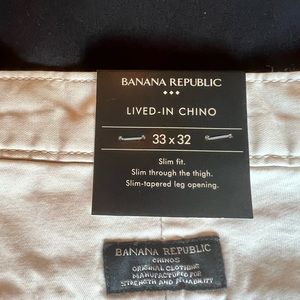 BANANA REPUBLIC
LIVED-IN CHINO
33 x 32
Slim fit.
Slim through the thigh.
Slim-tapered leg opening.
BANANA REPUBLIC
CHINOS
ORIGINAL CLOTHING
MANUFACTURED FOR
STRENGTH AND DURABILITY